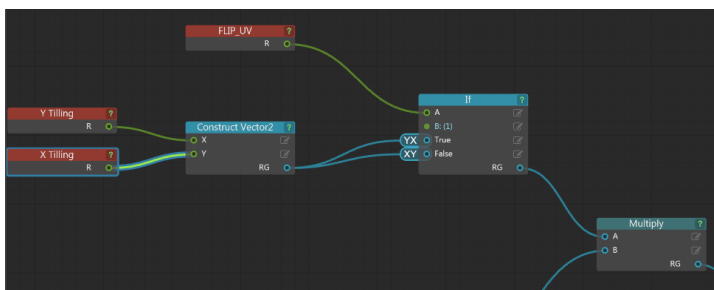 FLIP_UV ?
R
Y Tilling ?
R
X Tilling ?
R
Construct Vector2 ?
X
Y
RG
If ?
A
B: (1)
YX True
XY False
RG
Multiply ?
A
B
RG